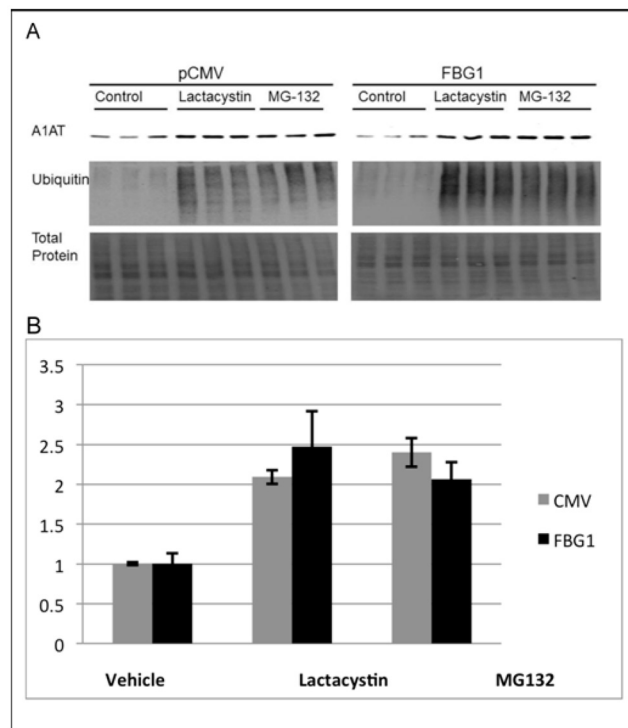 A
pCMV FBG1
Control Lactacystin MG-132 Control Lactacystin MG-132
A1AT
Ubiquitin
Total
Protein
B
3.5
3
2.5
2
1.5
1
0.5
0
CMV
FBG1
Vehicle Lactacystin MG132